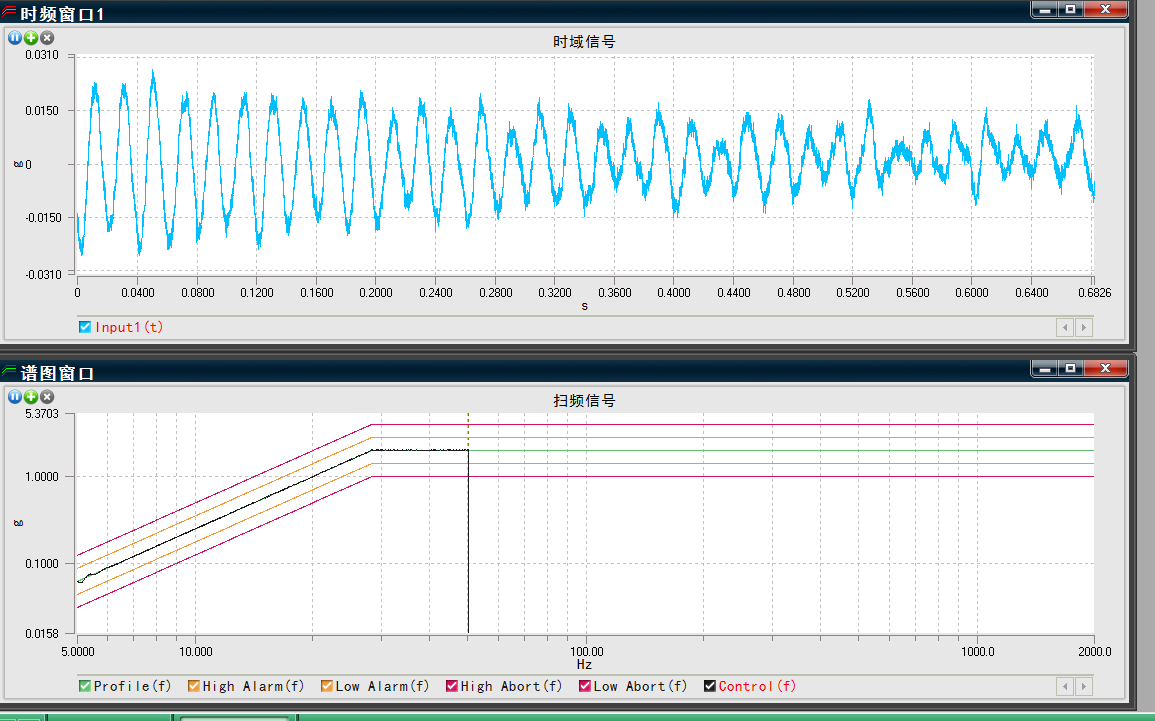 时频窗口1
时域信号
0.0310
0.0150
g 0
-0.0150
-0.0310
0 0.0400 0.0800 0.1200 0.1600 0.2000 0.2400 0.2800 0.3200 0.3600 0.4000 0.4400 0.4800 0.5200 0.5600 0.6000 0.6400 0.6826
s
Input1(t)
谱图窗口
扫频信号
5.3703
1.0000
g
0.1000
0.0158
5.0000 10.000 100.00 1000.0 2000.0
Hz
Profile(f) High Alarm(f) Low Alarm(f) High Abort(f) Low Abort(f) Control(f)